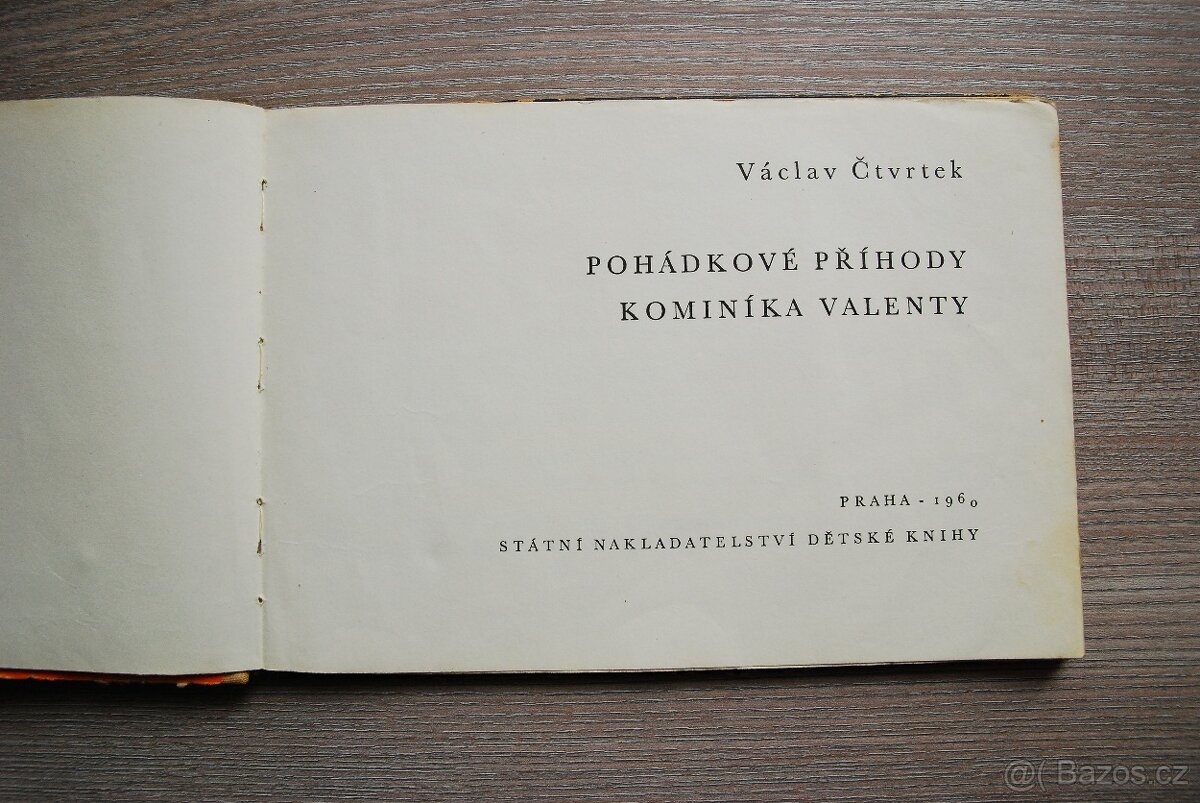 Václav Čtvrtek
POHÁDKOVÉ PŘÍHODY
KOMINÍKA VALENTY
PRAHA - 1960
STÁTNÍ NAKLADATELSTVÍ DĚTSKÉ KNIHY
@( Bazos.cz